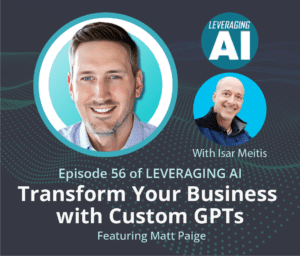 LEVERAGING
AI
With Isar Meitis
Episode 56 of LEVERAGING AI
Transform Your Business
with Custom GPTs
Featuring Matt Paige